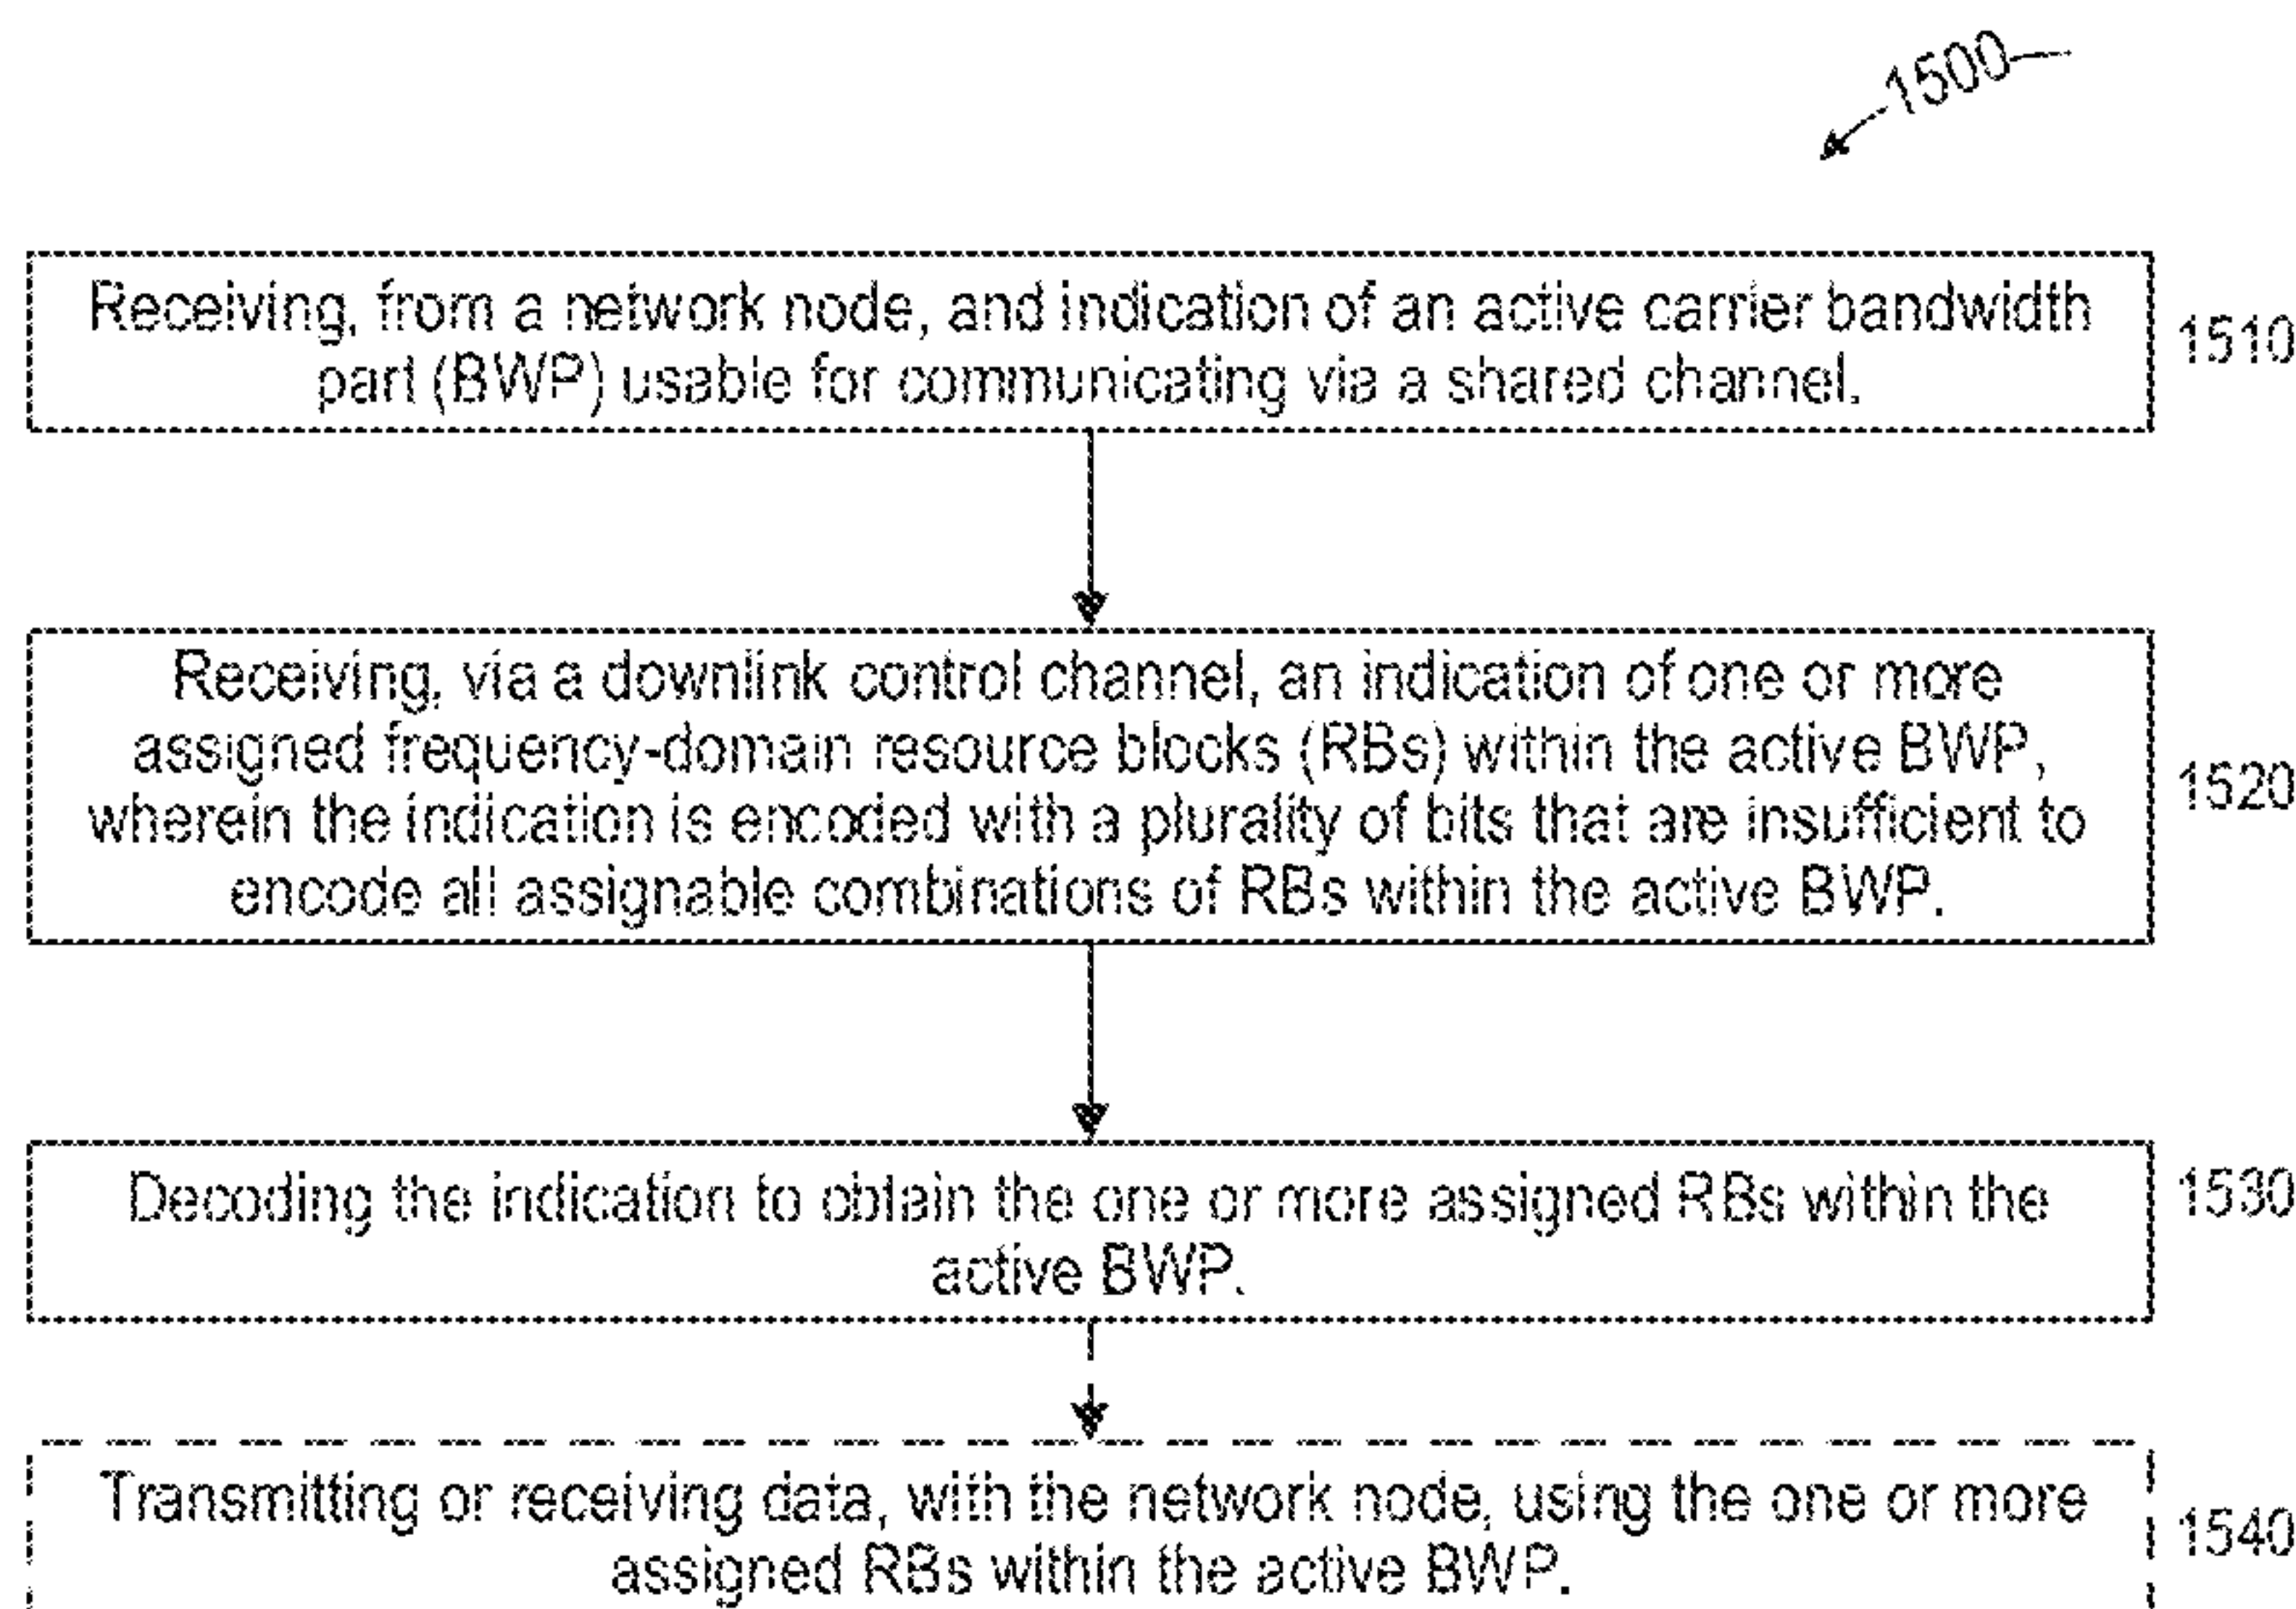 1500
Receiving, from a network node, and indication of an active carrier bandwidth
part (BWP) usable for communicating via a shared channel.
1510
Receiving, via a downlink control channel, an indication of one or more
assigned frequency-domain resource blocks (RBs) within the active BWP,
wherein the indication is encoded with a plurality of bits that are insufficient to
encode all assignable combinations of RBs within the active BWP.
1520
Decoding the indication to obtain the one or more assigned RBs within the
active BWP.
1530
Transmitting or receiving data, with the network node, using the one or more
assigned RBs within the active BWP.
1540